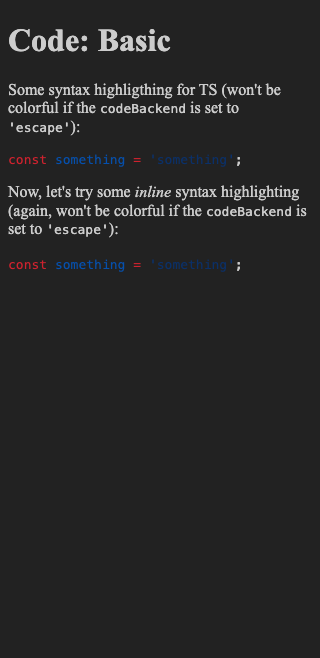 Code: Basic
Some syntax highligthing for TS (won't be
colorful if the codeBackend is set to
'escape'):
const something = 'something';
Now, let's try some inline syntax highlighting
(again, won't be colorful if the codeBackend is
set to 'escape'):
const something = 'something';